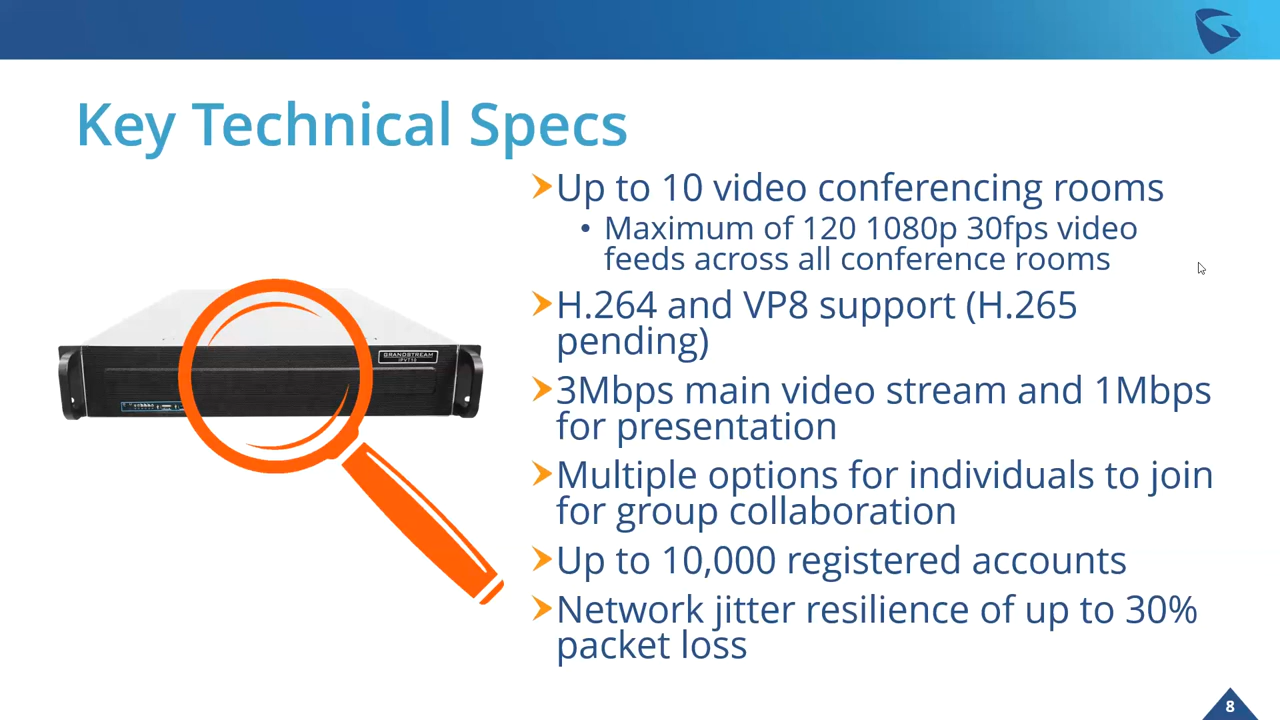 Key Technical Specs
Up to 10 video conferencing rooms
• Maximum of 120 1080p 30fps video
feeds across all conference rooms
H.264 and VP8 support (H.265
pending)
3Mbps main video stream and 1Mbps
for presentation
Multiple options for individuals to join
for group collaboration
Up to 10,000 registered accounts
Network jitter resilience of up to 30%
packet loss
GRANDSTREAM
IPVT10
8